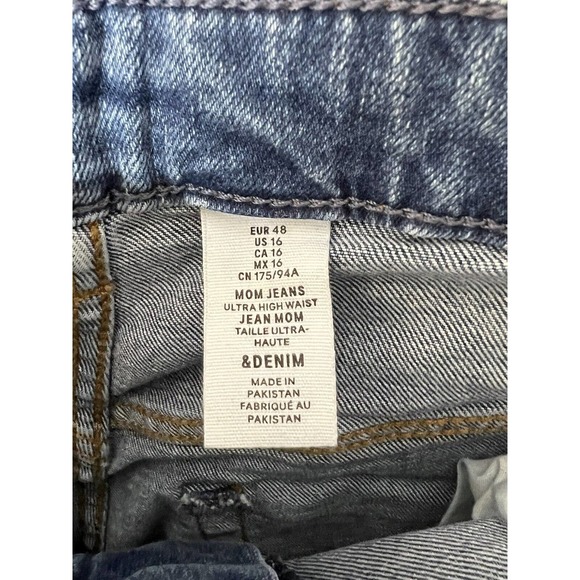 EUR 48
US 16
CA 16
MX 16
CN 175/94A
MOM JEANS
ULTRA HIGH WAIST
JEAN MOM
TAILLE ULTRA-
HAUTE
&DENIM
MADE IN
PAKISTAN
FABRIQUÉ AU
PAKISTAN